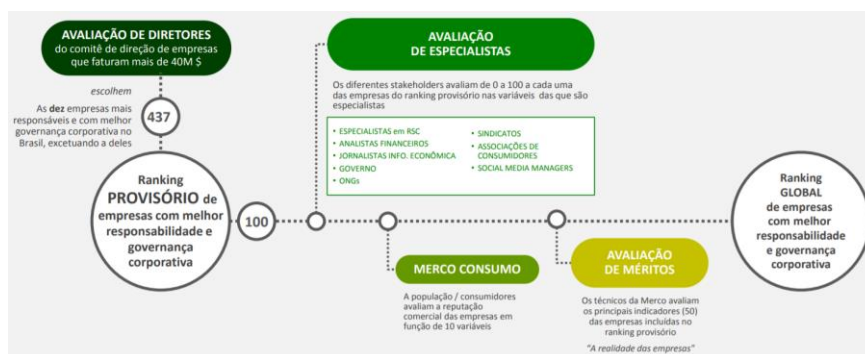 AVALIAÇÃO DE DIRETORES
do comitê de direção de empresas
que faturam mais de 40M $
escolhem
As dez empresas mais
responsáveis e com melhor
governança corporativa no
Brasil, excetuando a deles
437
Ranking
PROVISÓRIO de
empresas com melhor
responsabilidade e
governança
corporativa
100
AVALIAÇÃO
DE ESPECIALISTAS
Os diferentes stakeholders avaliam de 0 a 100 a cada uma
das empresas do ranking provisório nas variáveis das que são
especialistas
• ESPECIALISTAS em RSC
• ANALISTAS FINANCEIROS
• JORNALISTAS INFO. ECONÔMICA
• GOVERNO
• ONGs
• SINDICATOS
• ASSOCIAÇÕES DE
CONSUMIDORES
• SOCIAL MEDIA MANAGERS
MERCO CONSUMO
A população / consumidores
avaliam a reputação
comercial das empresas em
função de 10 variáveis
AVALIAÇÃO
DE MÉRITOS
Os técnicos da Merco avaliam
os principais indicadores (50)
das empresas incluídas no
ranking provisório
"A realidade das empresas"
Ranking
GLOBAL
de empresas
com melhor
responsabilidade
e governança
corporativa